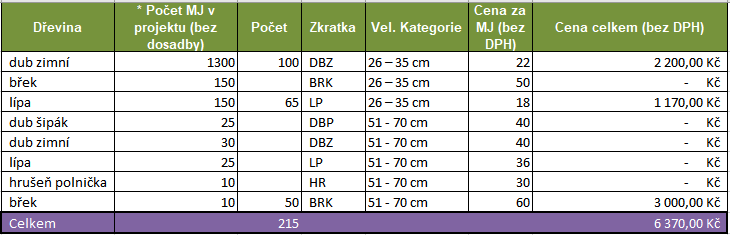 Dřevina * Počet MJ v projektu (bez dosadby) Počet Zkratka Vel. Kategorie Cena za MJ (bez DPH) Cena celkem (bez DPH)
dub zimní 1300 100 DBZ 26 – 35 cm 22 2 200,00 Kč
břek 150 BRK 26 – 35 cm 50 - Kč
lípa 150 65 LP 26 – 35 cm 18 1 170,00 Kč
dub šipák 25 DBP 51 - 70 cm 40 - Kč
dub zimní 30 DBZ 51 - 70 cm 40 - Kč
lípa 25 LP 51 - 70 cm 36 - Kč
hrušeň polnička 10 HR 51 - 70 cm 30 - Kč
břek 10 50 BRK 51 - 70 cm 60 3 000,00 Kč
Celkem 215 6 370,00 Kč